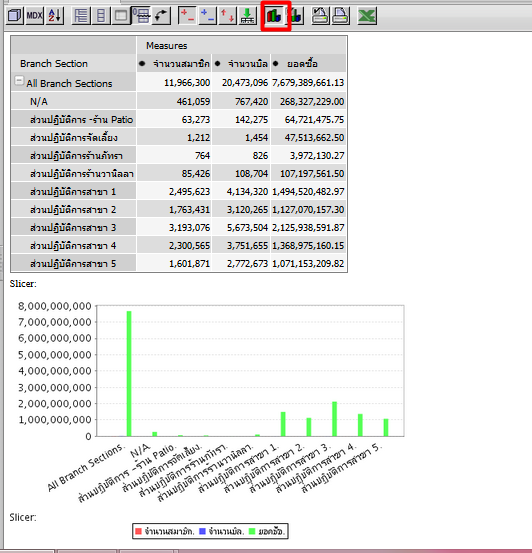 MDX
A
Z
Measures
Branch Section
จำนวนสมาชิก จำนวนบิล ยอดซื้อ
All Branch Sections 11,966,300 20,473,096 7,679,389,661.13
N/A 461,059 767,420 268,327,229.00
ส่วนปฏิบัติการ -ร้าน Patio 63,273 142,275 64,721,475.75
ส่วนปฏิบัติการจัดเลี้ยง 1,212 1,454 47,513,662.50
ส่วนปฏิบัติการร้านภัทรา 764 826 3,972,130.27
ส่วนปฏิบัติการร้านวานิลลา 85,426 108,704 107,197,561.50
ส่วนปฏิบัติการสาขา 1 2,495,623 4,134,320 1,494,520,482.97
ส่วนปฏิบัติการสาขา 2 1,763,431 3,120,265 1,127,070,157.30
ส่วนปฏิบัติการสาขา 3 3,193,076 5,673,504 2,125,938,591.87
ส่วนปฏิบัติการสาขา 4 2,300,565 3,751,655 1,368,975,160.15
ส่วนปฏิบัติการสาขา 5 1,601,871 2,772,673 1,071,153,209.82
Slicer:
8,000,000,000
7,000,000,000
6,000,000,000
5,000,000,000
4,000,000,000
3,000,000,000
2,000,000,000
1,000,000,000
0
All Branch Sections.
N/A.
ส่วนปฏิบัติการ -ร้าน Patio.
ส่วนปฏิบัติการจัดเลี้ยง.
ส่วนปฏิบัติการร้านภัทรา.
ส่วนปฏิบัติการร้านวานิลลา.
ส่วนปฏิบัติการสาขา 1.
ส่วนปฏิบัติการสาขา 2.
ส่วนปฏิบัติการสาขา 3.
ส่วนปฏิบัติการสาขา 4.
ส่วนปฏิบัติการสาขา 5.
Slicer:
จำนวนสมาชิก. จำนวนบิล. ยอดซื้อ.